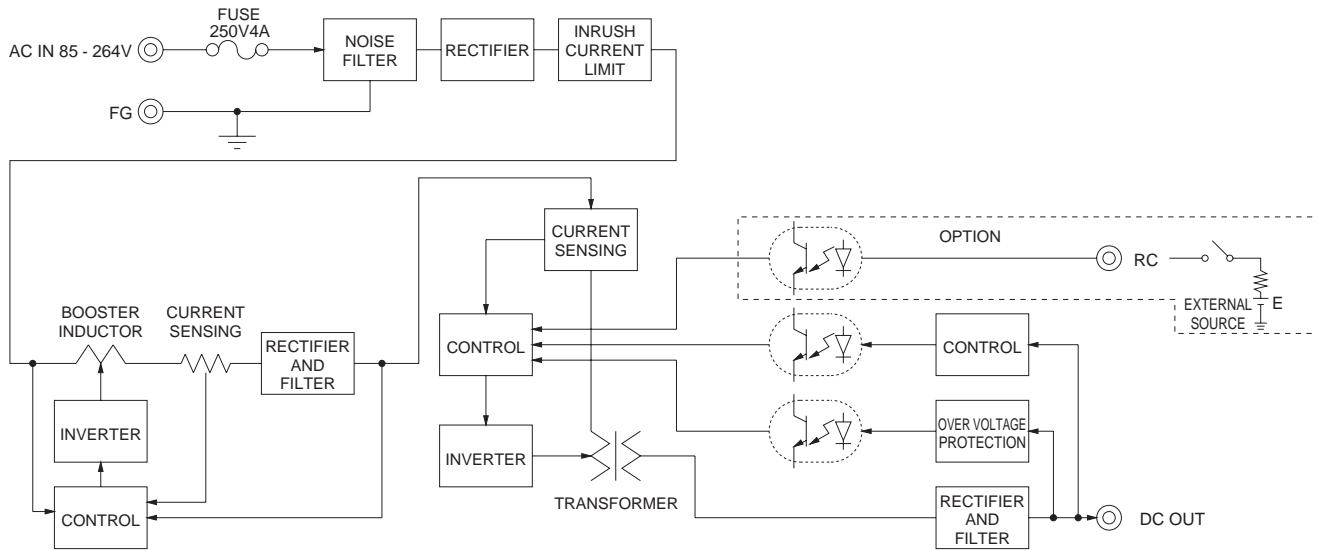 FUSE
250V4A
AC IN 85 - 264V
NOISE
FILTER
RECTIFIER
INRUSH
CURRENT
LIMIT
FG
CURRENT
SENSING
OPTION
RC
EXTERNAL
SOURCE
E
BOOSTER
INDUCTOR
CURRENT
SENSING
RECTIFIER
AND
FILTER
CONTROL
CONTROL
INVERTER
INVERTER
OVER VOLTAGE
PROTECTION
TRANSFORMER
CONTROL
RECTIFIER
AND
FILTER
DC OUT